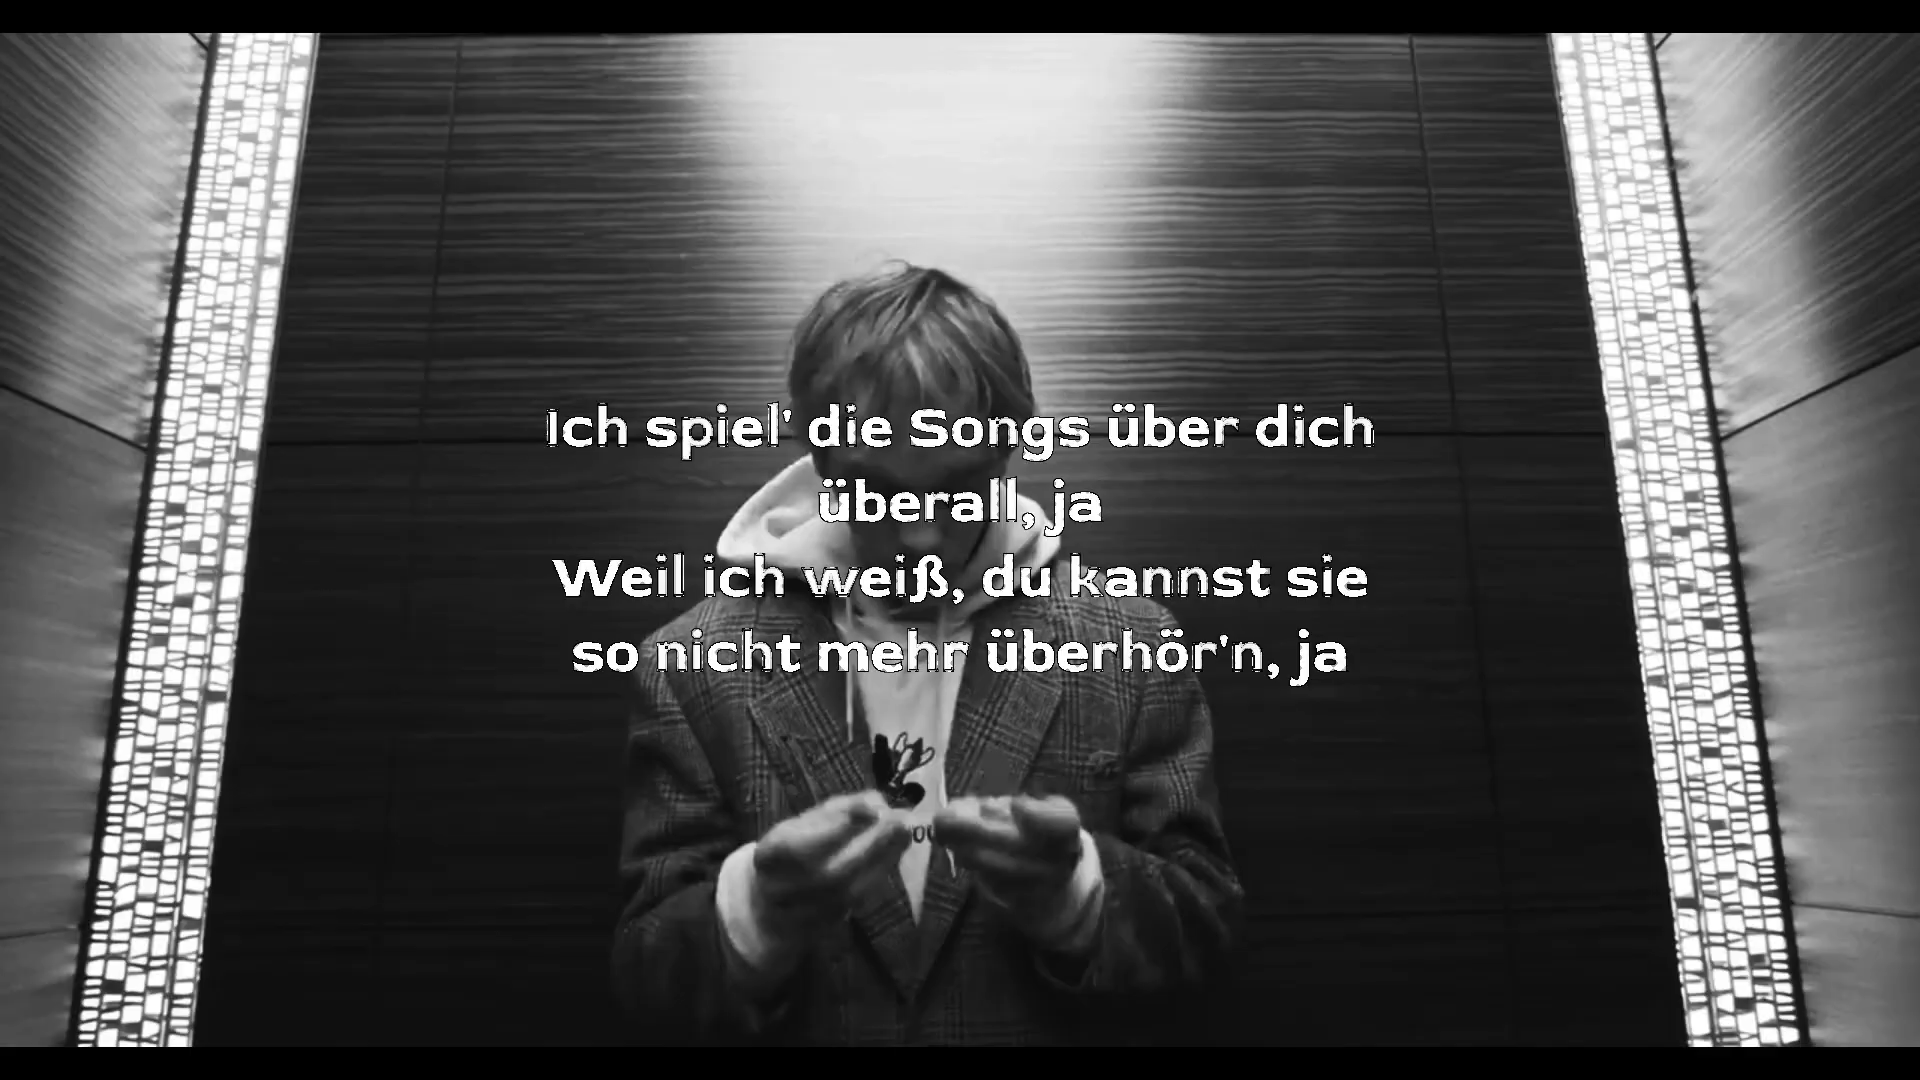 Ich spiel' die Songs über dich
überall, ja
Weil ich weiß, du kannst sie
so nicht mehr überhör'n, ja